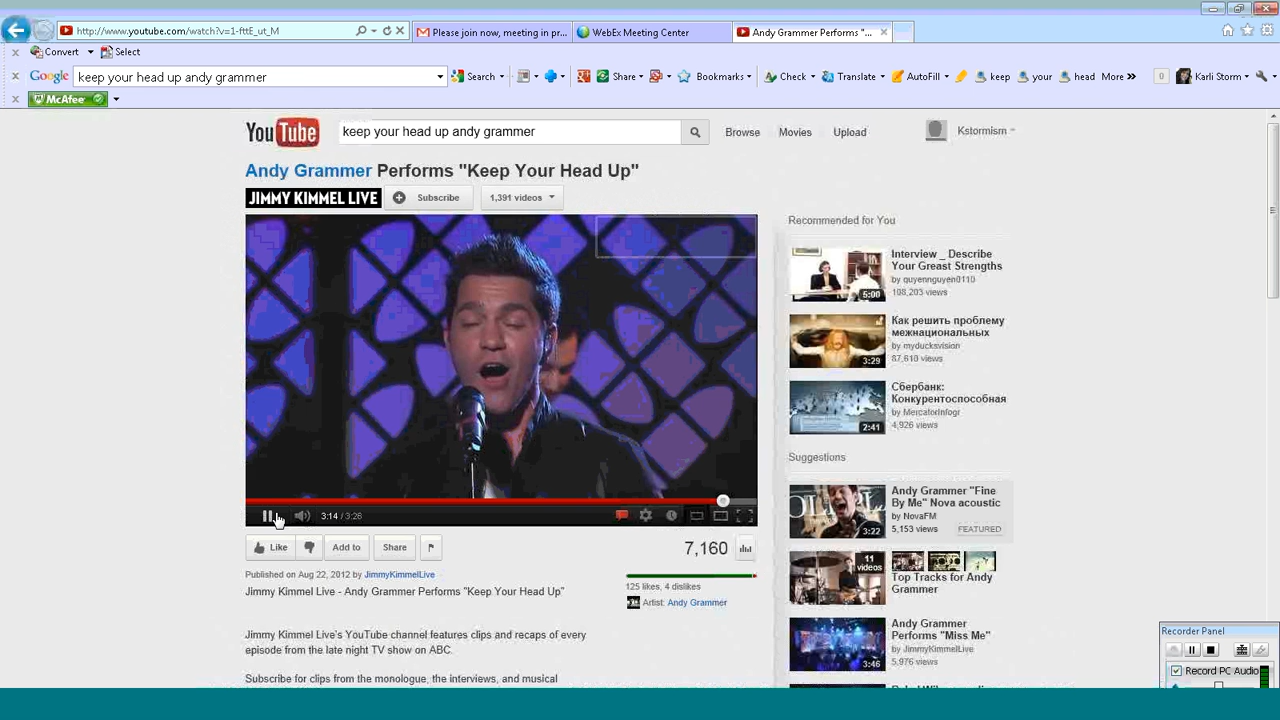 http://www.youtube.com/watch?v=1-fttE_ut_M
Please join now, meeting in pr...
WebEx Meeting Center
Andy Grammer Performs "...
Convert
Select
Google
keep your head up andy grammer
Search
Share
Bookmarks
Check
Translate
AutoFill
keep
your
head
More »
0
Karli Storm
McAfee
YouTube
keep your head up andy grammer
Browse
Movies
Upload
Kstormism
Andy Grammer Performs "Keep Your Head Up"
JIMMY KIMMEL LIVE
Subscribe
1,391 videos
3:14 / 3:28
Like
Add to
Share
7,160
Published on Aug 22, 2012 by JimmyKimmelLive
125 likes, 4 dislikes
Jimmy Kimmel Live - Andy Grammer Performs "Keep Your Head Up"
Artist: Andy Grammer
Jimmy Kimmel Live's YouTube channel features clips and recaps of every
episode from the late night TV show on ABC.
Subscribe for clips from the monologue, the interviews, and musical
Recommended for You
Interview _ Describe
Your Greast Strengths
by quyennguyen0110
108,203 views
5:00
Как решить проблему
межнациональных
by myducksvision
87,610 views
3:29
Сбербанк:
Конкурентоспособная
by MercatorInfogr
4,926 views
2:41
Suggestions
Andy Grammer "Fine
By Me" Nova acoustic
by NovaFM
5,153 views
FEATURED
3:22
11
videos
Top Tracks for Andy
Grammer
Andy Grammer
Performs "Miss Me"
by JimmyKimmelLive
5,976 views
3:46
Recorder Panel
Record PC Audio